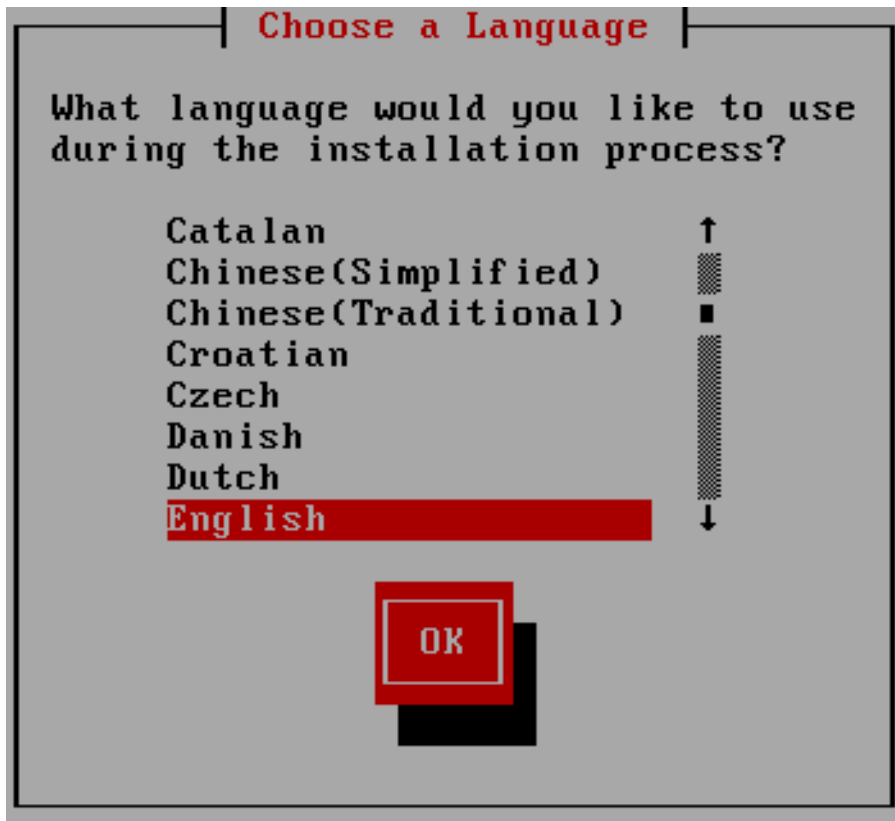 Choose a Language
What language would you like to use
during the installation process?
Catalan
Chinese(Simplified)
Chinese(Traditional)
Croatian
Czech
Danish
Dutch
English
OK